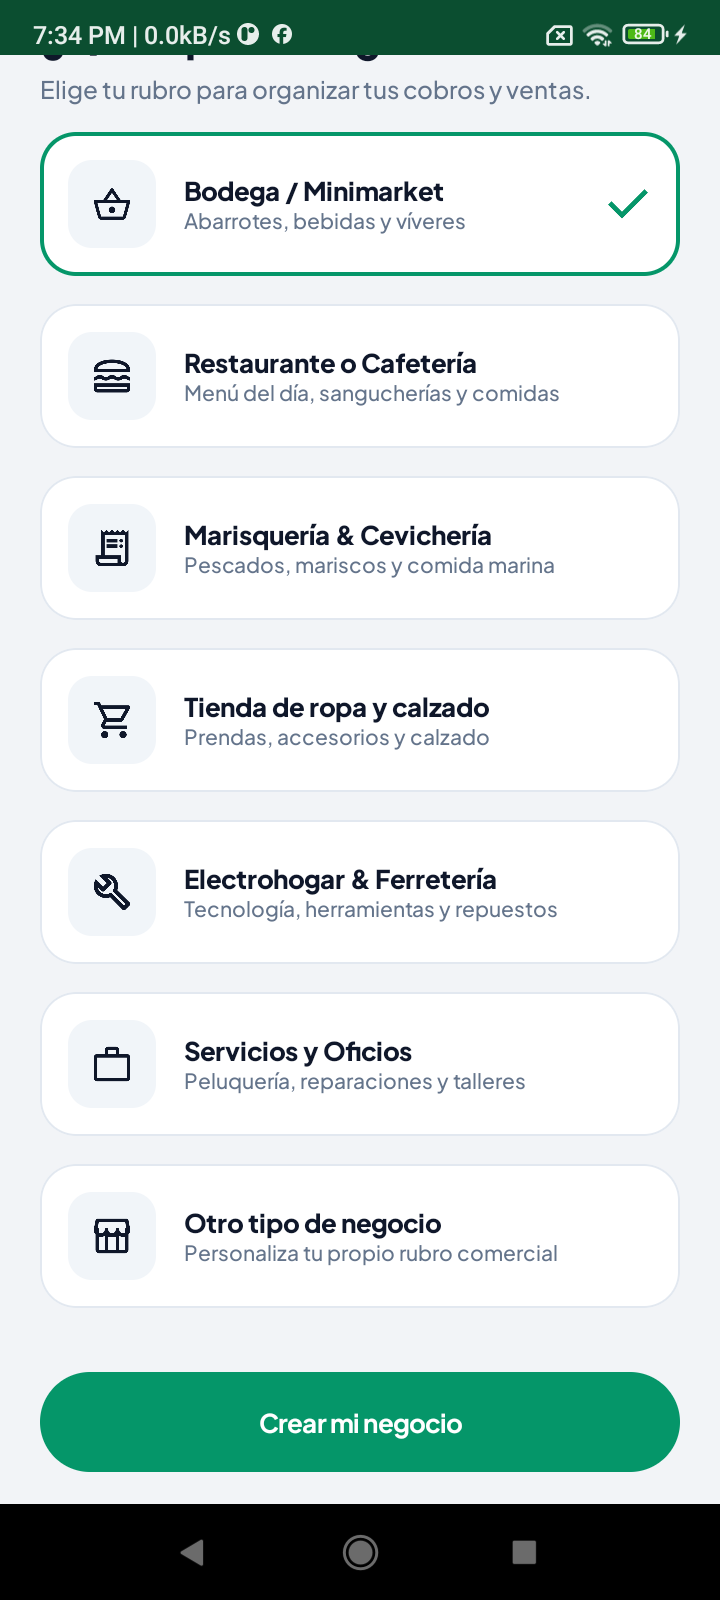 7:34 PM | 0.0kB/s
84
Elige tu rubro para organizar tus cobros y ventas.
Bodega / Minimarket
Abarrotes, bebidas y víveres
Restaurante o Cafetería
Menú del día, sangucherías y comidas
Marisquería & Cevichería
Pescados, mariscos y comida marina
Tienda de ropa y calzado
Prendas, accesorios y calzado
Electrohogar & Ferretería
Tecnología, herramientas y repuestos
Servicios y Oficios
Peluquería, reparaciones y talleres
Otro tipo de negocio
Personaliza tu propio rubro comercial
Crear mi negocio